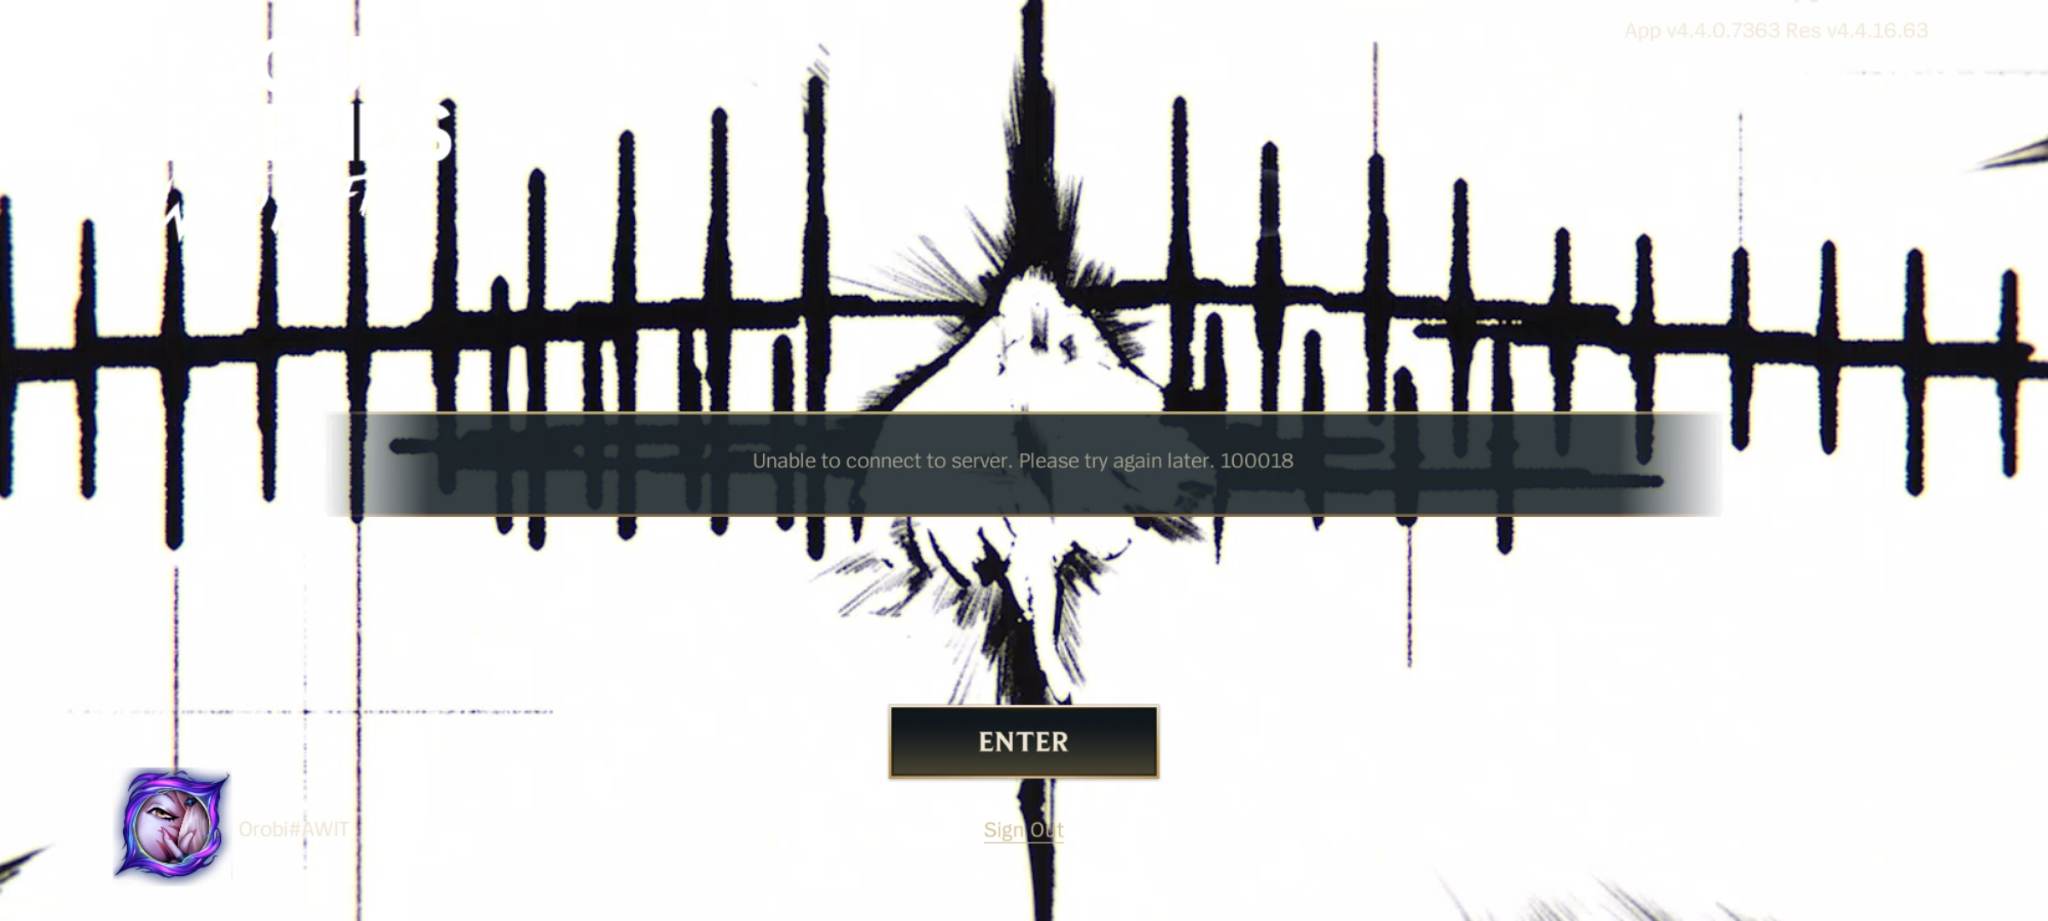 App v4.4.0.7363 Res v4.4.16.63
Unable to connect to server. Please try again later. 100018
ENTER
Orobi#AWIT
Sign Out